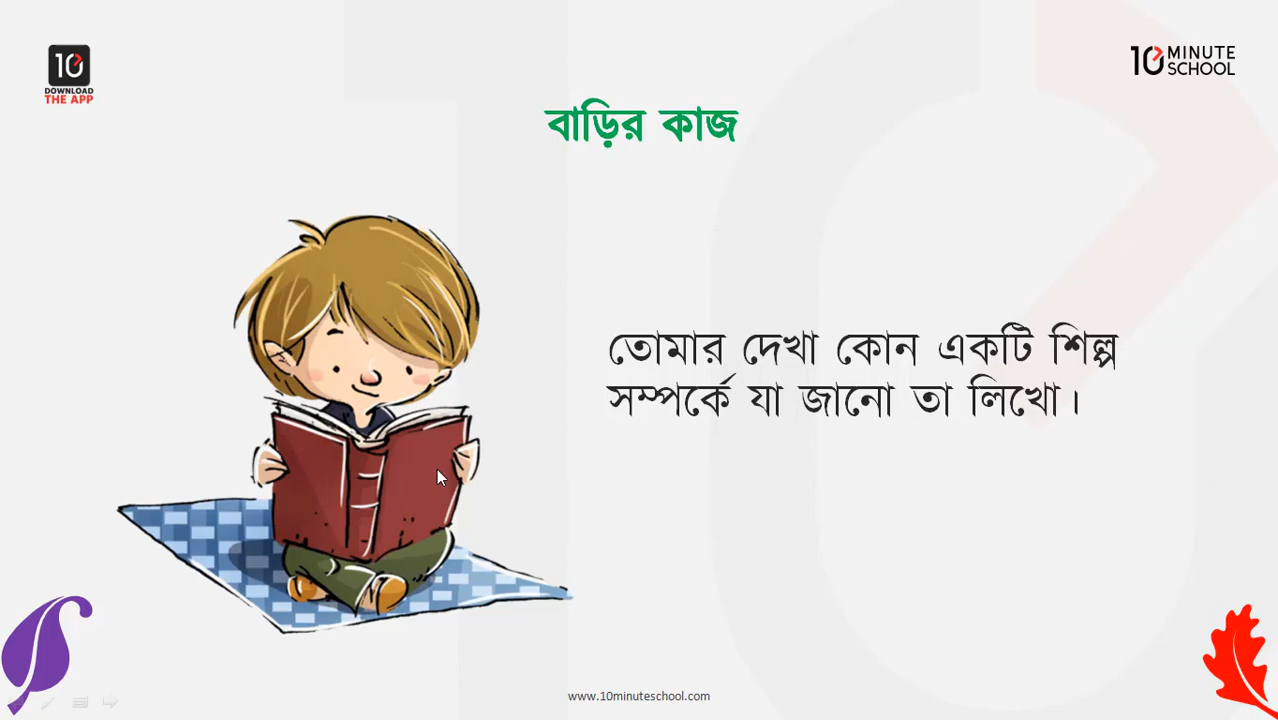 10
DOWNLOAD
THE APP
10 MINUTE
SCHOOL
বাড়ির কাজ
তোমার দেখা কোন একটি শিল্প
সম্পর্কে যা জানো তা লিখো।
www.10minuteschool.com